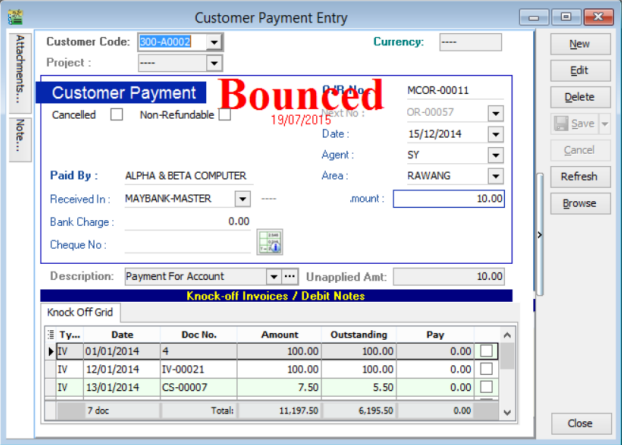 Customer Payment Entry
Attachments...
Note...
Customer Code: 300-A0002 Currency: ----
Project : ----
Customer Payment
Bounced
19/07/2015
O/R No : MCOR-00011
Cancelled Non-Refundable
Next No : OR-00057
Date : 15/12/2014
Agent : SY
Paid By : ALPHA & BETA COMPUTER Area : RAWANG
Received In : MAYBANK-MASTER ---- mount : 10.00
Bank Charge : 0.00
Cheque No :
Description: Payment For Account Unapplied Amt: 10.00
Knock-off Invoices / Debit Notes
Knock Off Grid
Ty... Date Doc No. Amount Outstanding Pay
IV 01/01/2014 4 100.00 100.00 0.00
IV 12/01/2014 IV-00021 100.00 100.00 0.00
IV 13/01/2014 CS-00007 7.50 5.50 0.00
7 doc Total: 11,197.50 6,195.50 0.00
New
Edit
Delete
Save
Cancel
Refresh
Browse
Close